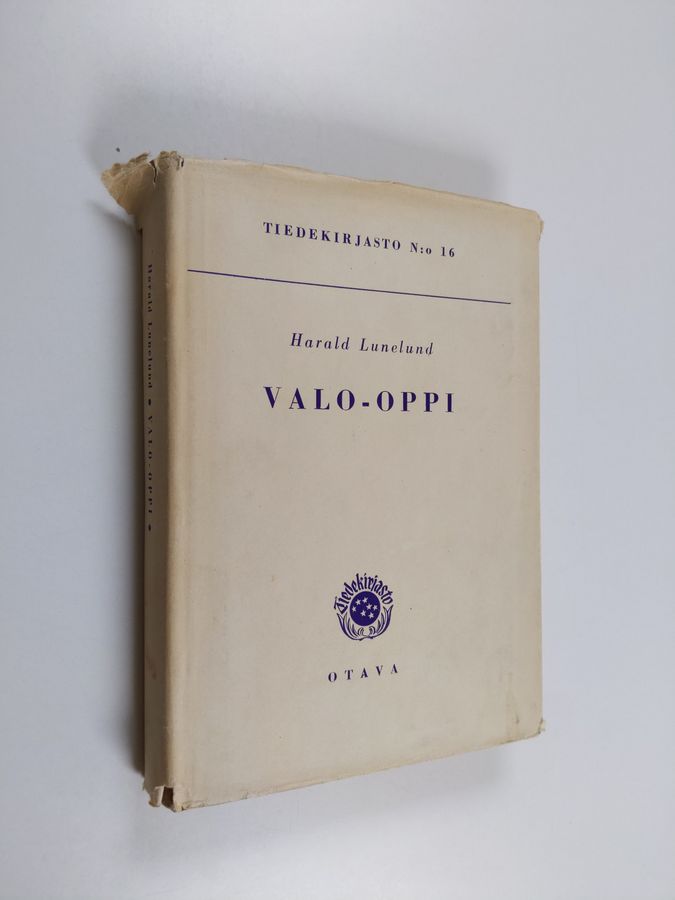 TIEDEKIRJASTO N:o 16
Harald Lunelund
VALO-OPPI
Tiedekirjasto
OTAVA
Harald Lunelund • VALO-OPPI •